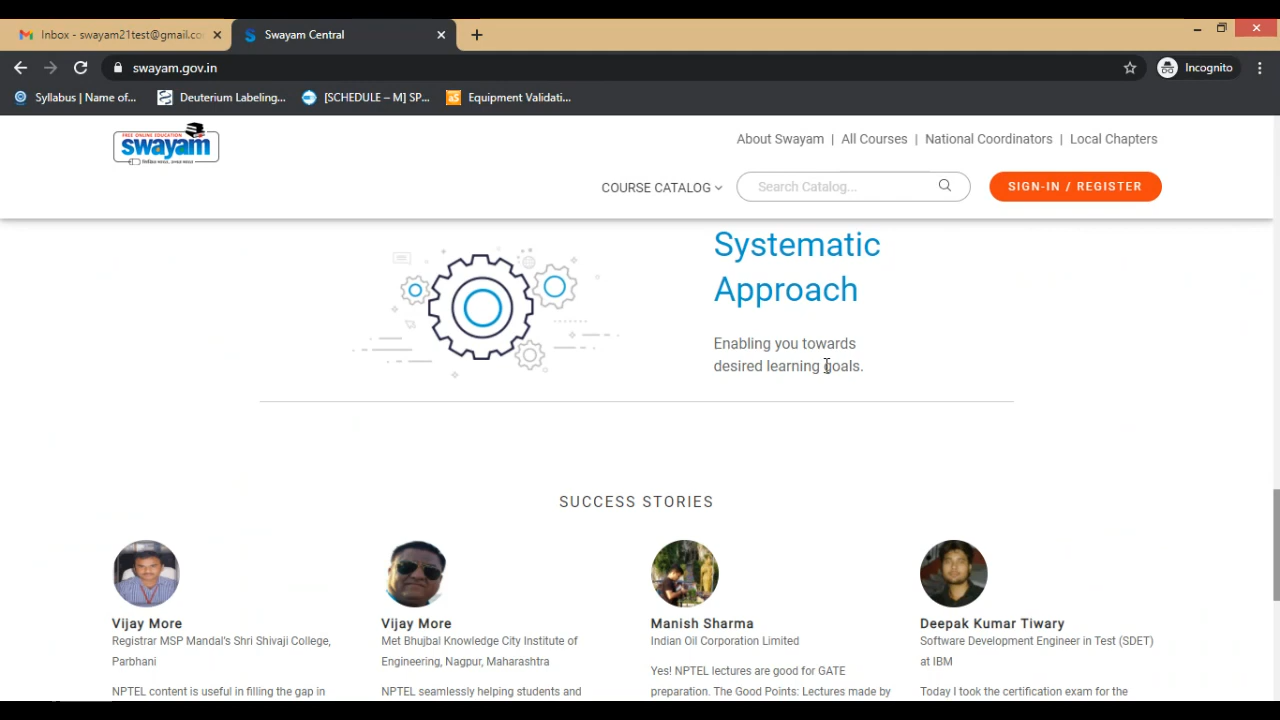 Inbox - swayam21test@gmail.co
Swayam Central
swayam.gov.in
Incognito
Syllabus | Name of...
Deuterium Labeling...
[SCHEDULE – M] SP...
Equipment Validati...
FREE ONLINE EDUCATION
swayam
About Swayam | All Courses | National Coordinators | Local Chapters
COURSE CATALOG
Search Catalog...
SIGN-IN / REGISTER
Systematic
Approach
Enabling you towards
desired learning goals.
SUCCESS STORIES
Vijay More
Registrar MSP Mandal's Shri Shivaji College,
Parbhani
NPTEL content is useful in filling the gap in
Vijay More
Met Bhujbal Knowledge City Institute of
Engineering, Nagpur, Maharashtra
NPTEL seamlessly helping students and
Manish Sharma
Indian Oil Corporation Limited
Yes! NPTEL lectures are good for GATE
preparation. The Good Points: Lectures made by
Deepak Kumar Tiwary
Software Development Engineer in Test (SDET)
at IBM
Today I took the certification exam for the